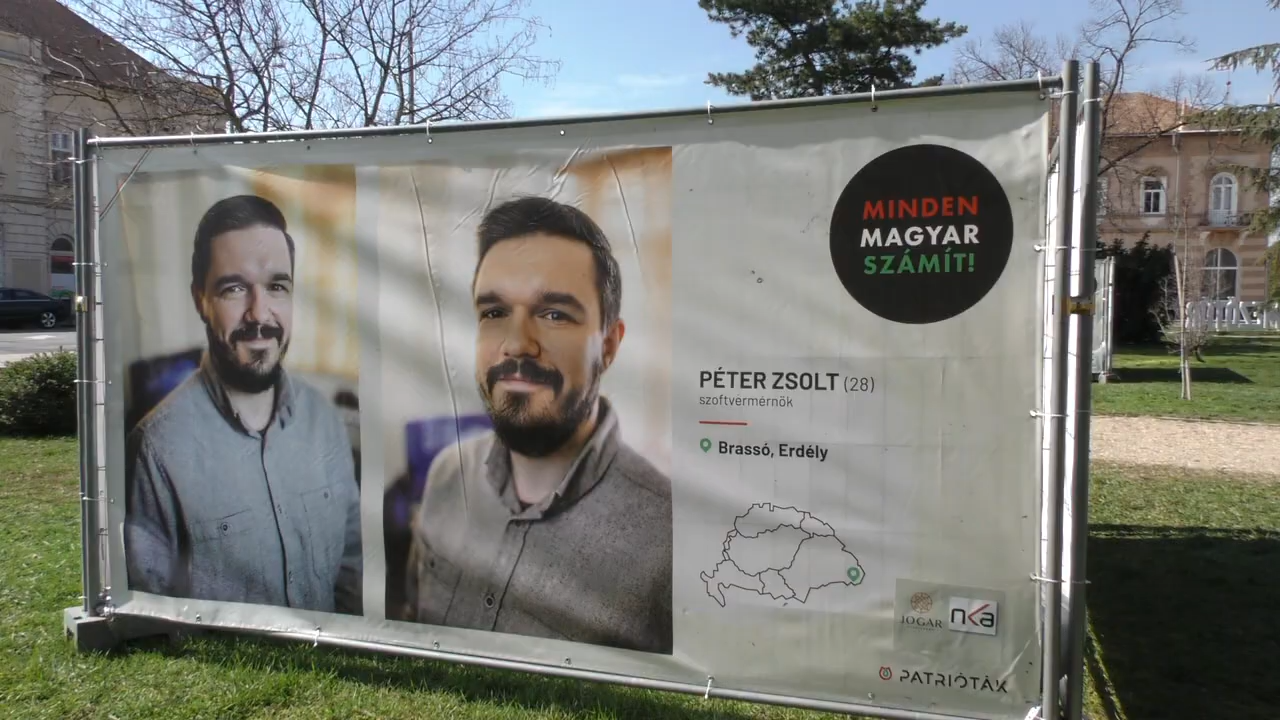 MINDEN
MAGYAR
SZÁMÍT!
PÉTER ZSOLT (28)
szoftvermérnök
Brassó, Erdély
JOGAR
nka
PATRIÓTÁK